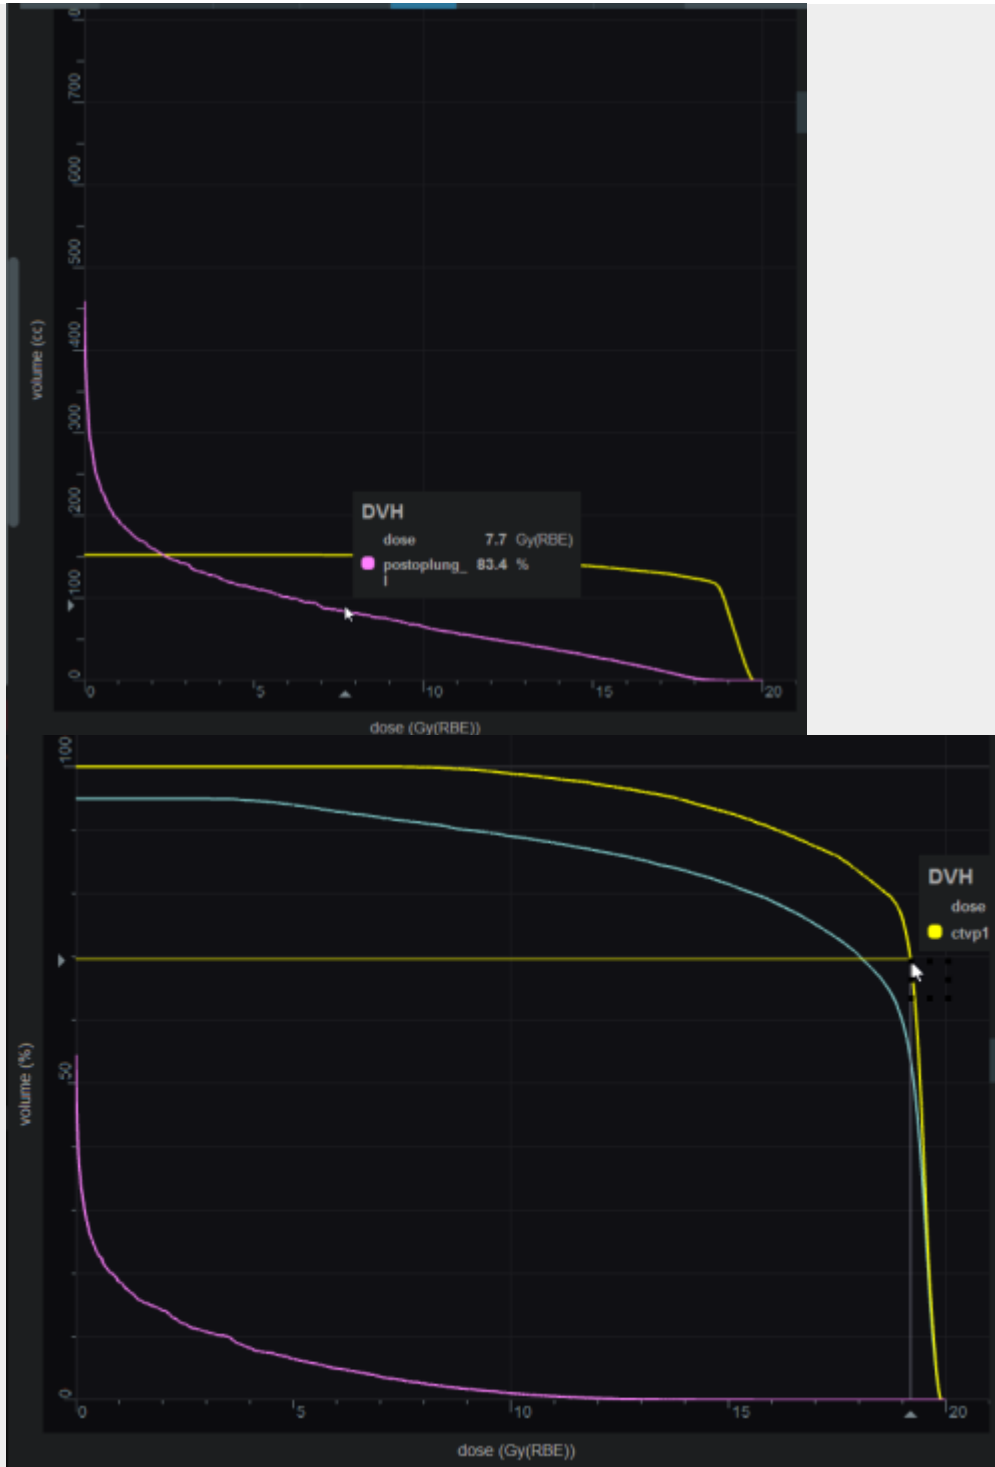 700
600
500
400
300
200
100
0
volume (cc)
DVH
dose 7.7 Gy(RBE)
postoplung_ 83.4 %
l
0 5 10 15 20
dose (Gy(RBE))
100
50
0
volume (%)
DVH
dose
ctvp1
0 5 10 15 20
dose (Gy(RBE))